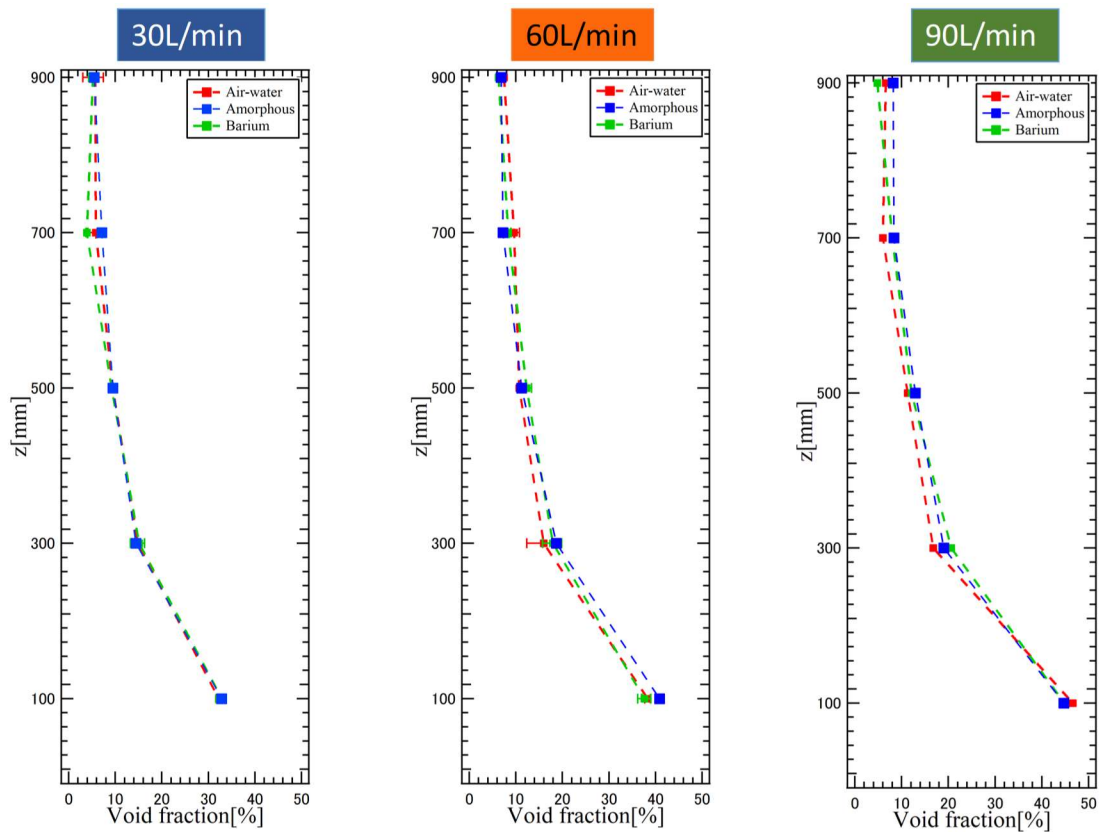 30L/min
60L/min
90L/min
900
700
500
300
100
z[mm]
Air-water
Amorphous
Barium
0 10 20 30 40 50
Void fraction[%]
900
700
500
300
100
z[mm]
Air-water
Amorphous
Barium
0 10 20 30 40 50
Void fraction[%]
900
700
500
300
100
z[mm]
Air-water
Amorphous
Barium
0 10 20 30 40 50
Void fraction[%]